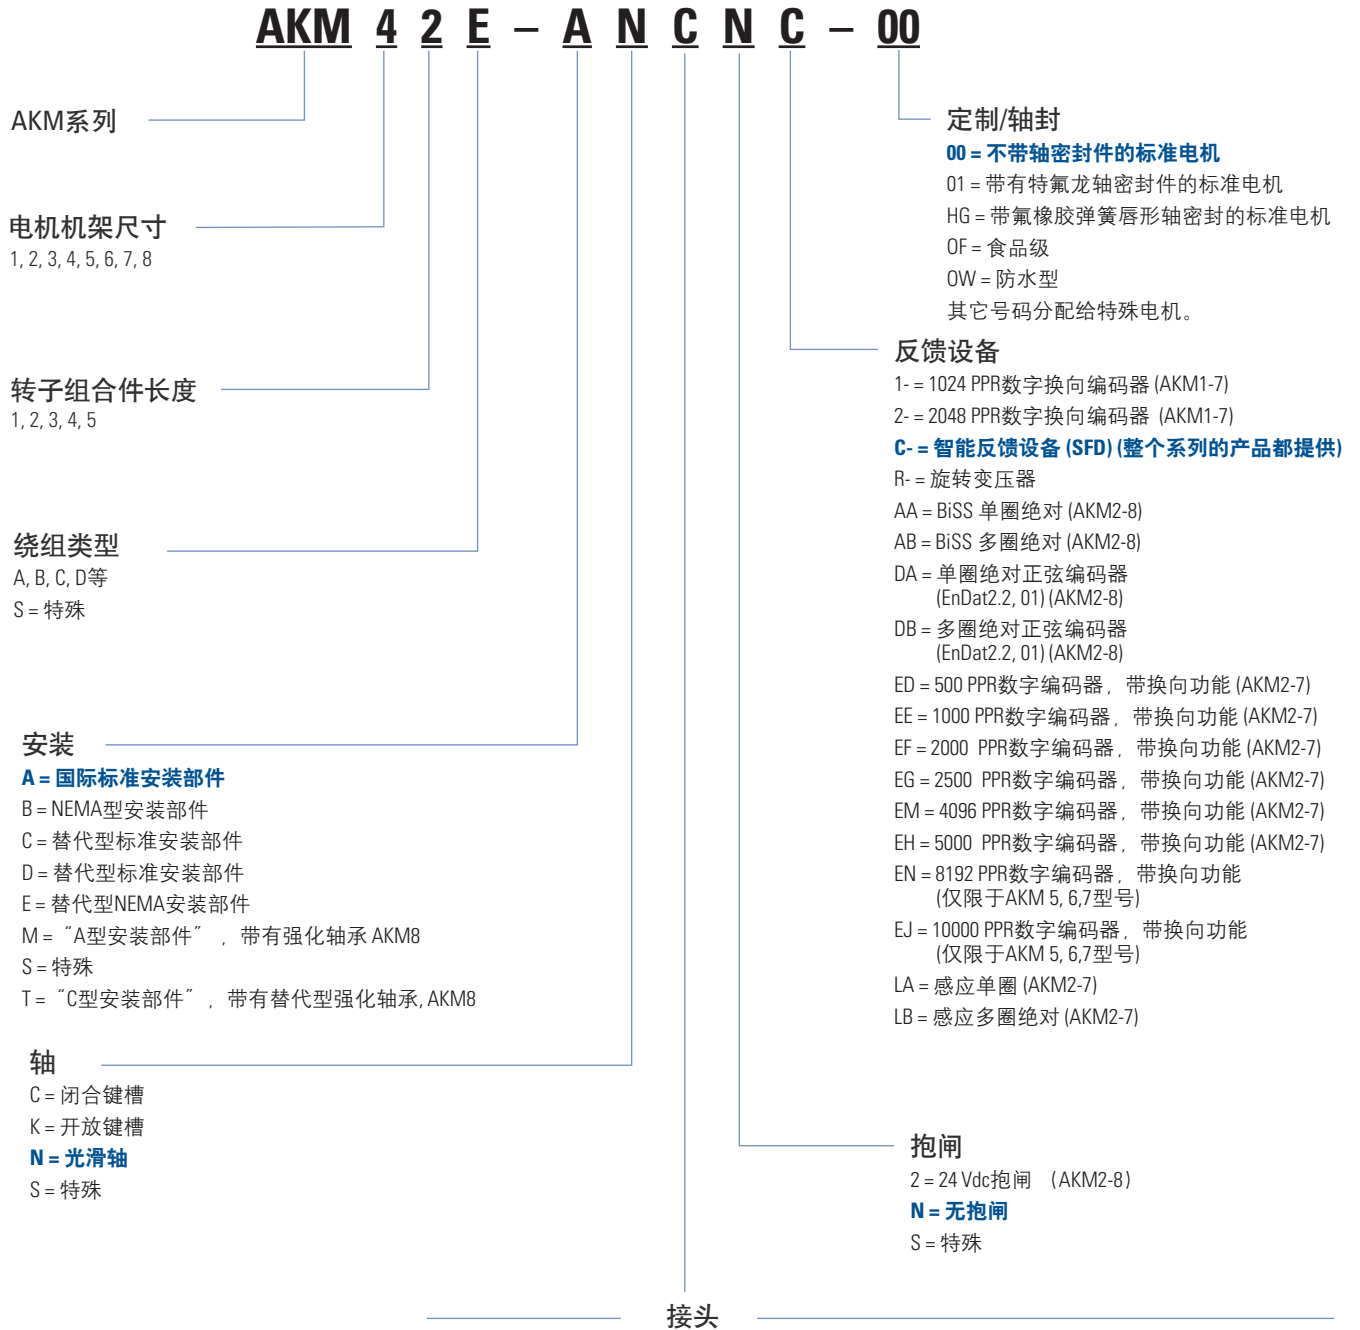 AKM 4 2 E – A N C N C – 00
AKM系列
电机机架尺寸
1, 2, 3, 4, 5, 6, 7, 8
转子组合件长度
1, 2, 3, 4, 5
绕组类型
A, B, C, D等
S = 特殊
安装
A = 国际标准安装部件
B = NEMA型安装部件
C = 替代型标准安装部件
D = 替代型标准安装部件
E = 替代型NEMA安装部件
M = “A型安装部件”，带有强化轴承 AKM8
S = 特殊
T = “C型安装部件”，带有替代型强化轴承, AKM8
轴
C = 闭合键槽
K = 开放键槽
N = 光滑轴
S = 特殊
定制/轴封
00 = 不带轴密封件的标准电机
01 = 带有特氟龙轴密封件的标准电机
HG = 带氟橡胶弹簧唇形轴密封的标准电机
OF = 食品级
OW = 防水型
其它号码分配给特殊电机。
反馈设备
1- = 1024 PPR数字换向编码器 (AKM1-7)
2- = 2048 PPR数字换向编码器 (AKM1-7)
C- = 智能反馈设备 (SFD) (整个系列的产品都提供)
R- = 旋转变压器
AA = BiSS 单圈绝对 (AKM2-8)
AB = BiSS 多圈绝对 (AKM2-8)
DA = 单圈绝对正弦编码器
(EnDat2.2, 01) (AKM2-8)
DB = 多圈绝对正弦编码器
(EnDat2.2, 01) (AKM2-8)
ED = 500 PPR数字编码器，带换向功能 (AKM2-7)
EE = 1000 PPR数字编码器，带换向功能 (AKM2-7)
EF = 2000 PPR数字编码器，带换向功能 (AKM2-7)
EG = 2500 PPR数字编码器，带换向功能 (AKM2-7)
EM = 4096 PPR数字编码器，带换向功能 (AKM2-7)
EH = 5000 PPR数字编码器，带换向功能 (AKM2-7)
EN = 8192 PPR数字编码器，带换向功能
(仅限于AKM 5, 6,7型号)
EJ = 10000 PPR数字编码器，带换向功能
(仅限于AKM 5, 6,7型号)
LA = 感应单圈 (AKM2-7)
LB = 感应多圈绝对 (AKM2-7)
抱闸
2 = 24 Vdc抱闸 （AKM2-8）
N = 无抱闸
S = 特殊
接头